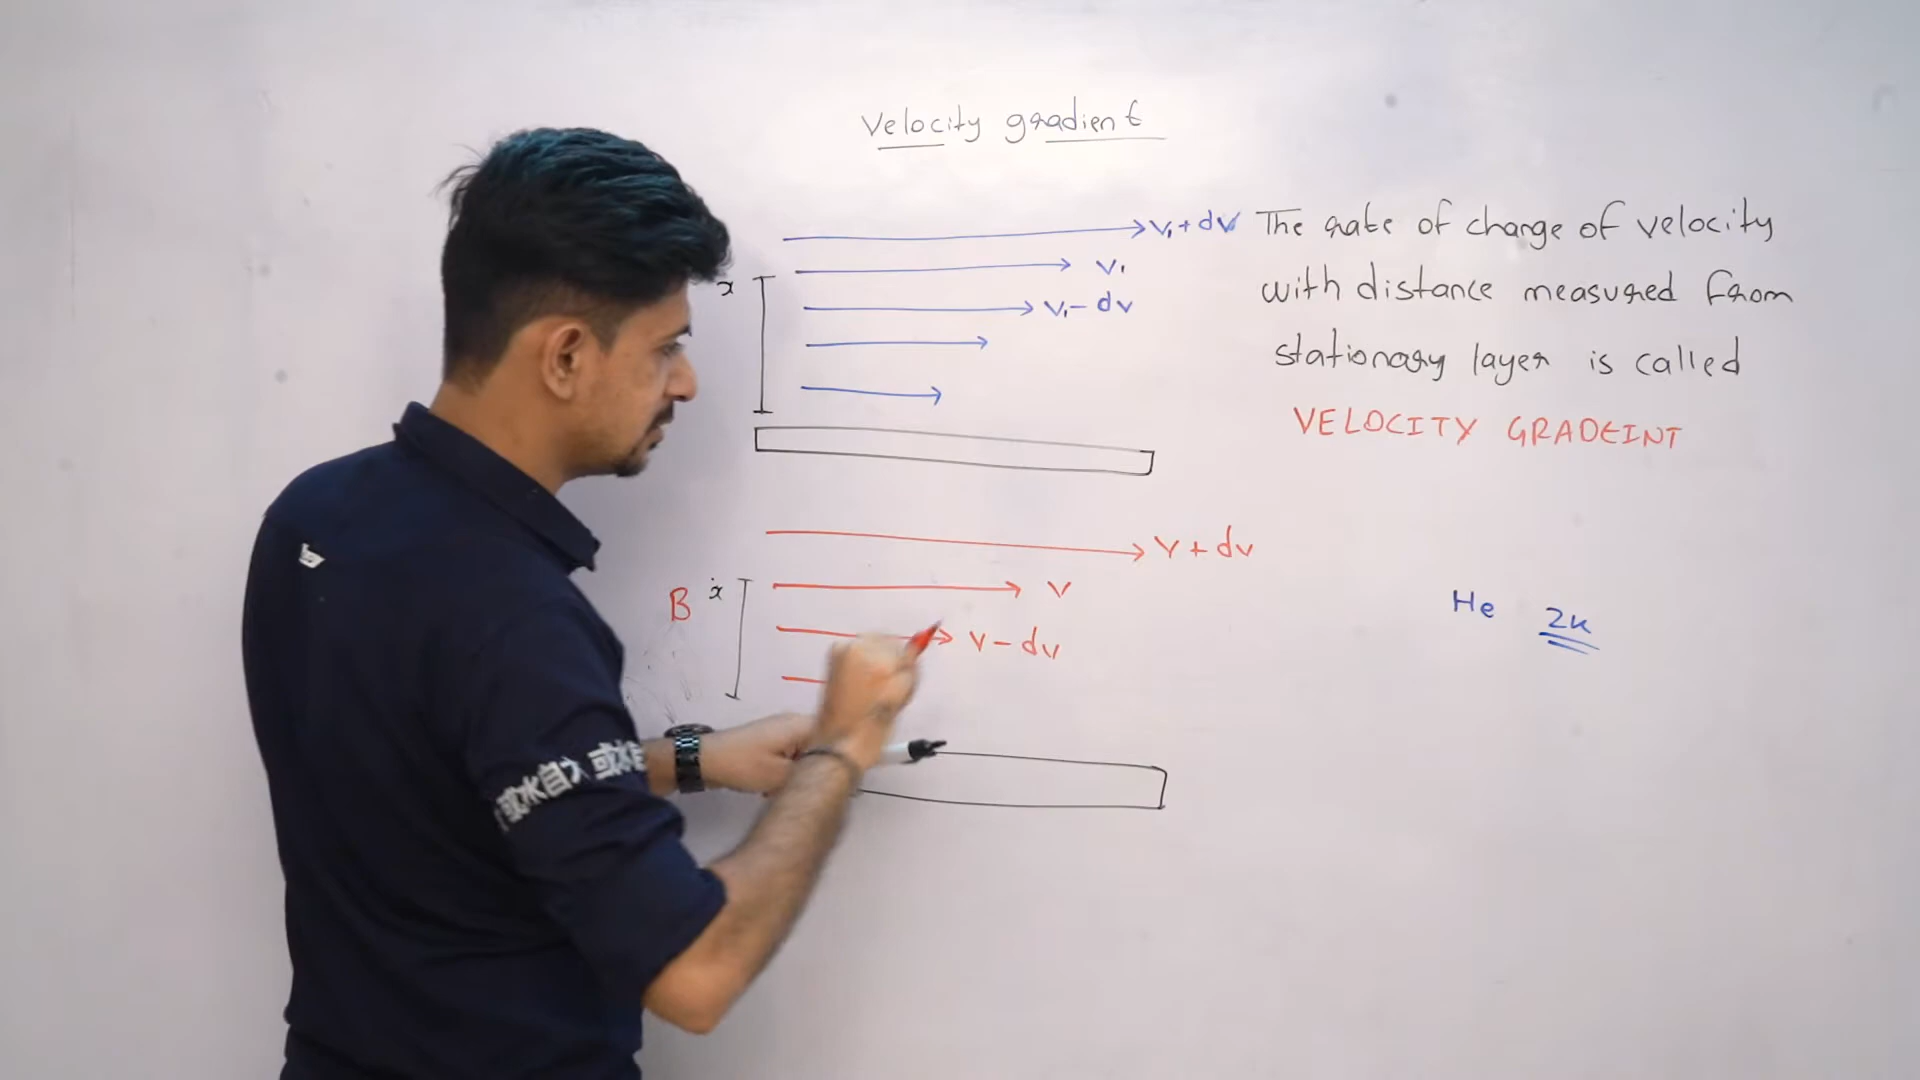 Velocity gradient
V₁ + dV
x
V₁
V₁ - dv
The rate of change of velocity
with distance measured from
stationary layer is called
VELOCITY GRADEINT
V + dv
B x
V
V - dv
He 2K